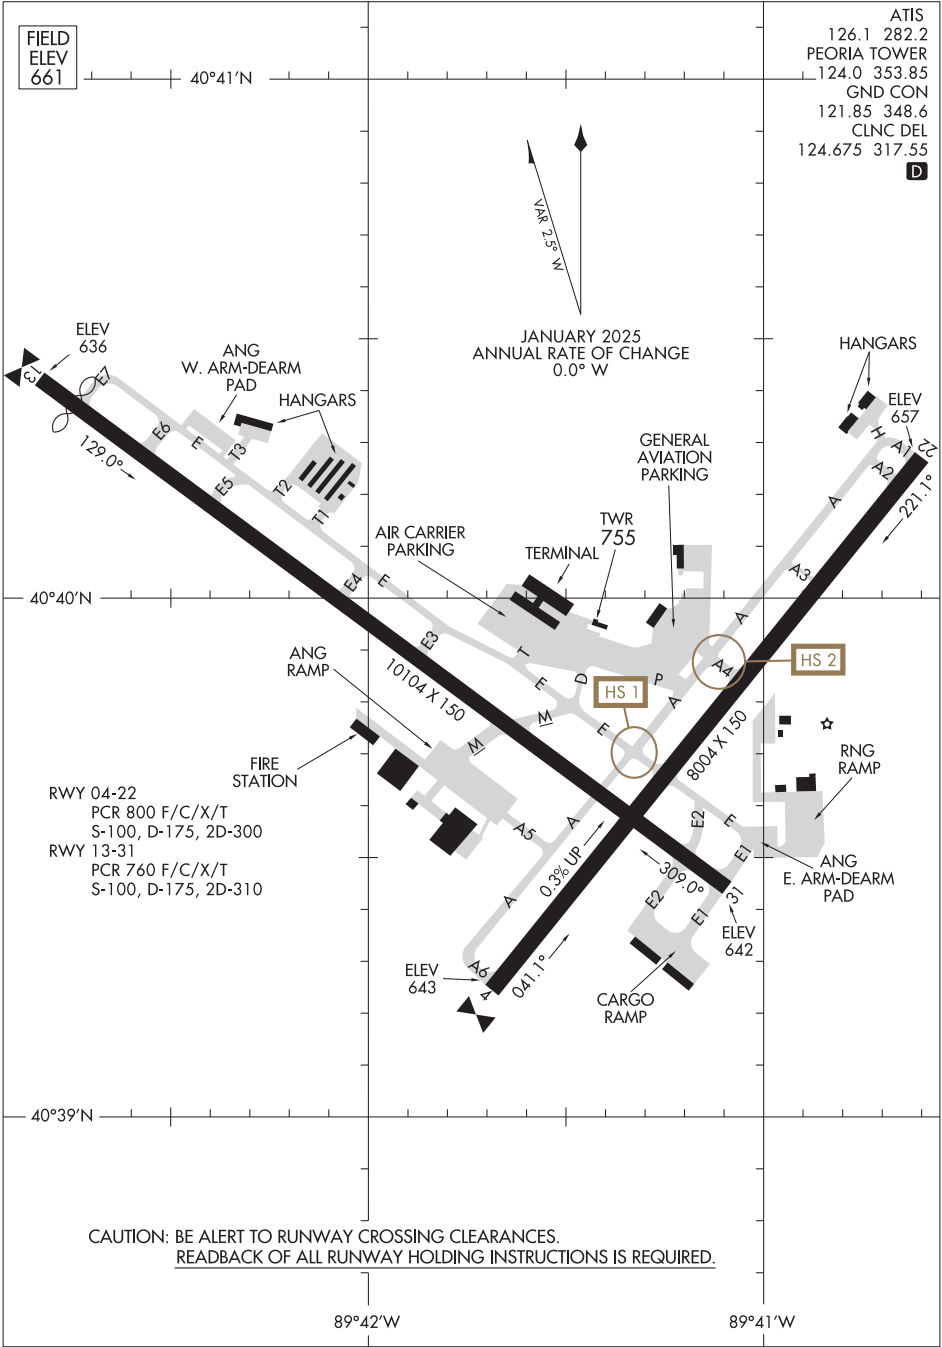 FIELD
ELEV
661
ATIS
126.1 282.2
PEORIA TOWER
124.0 353.85
GND CON
121.85 348.6
CLNC DEL
124.675 317.55
D
40°41'N
VAR 2.5° W
JANUARY 2025
ANNUAL RATE OF CHANGE
0.0° W
ELEV
636
13
E7
ANG
W. ARM-DEARM
PAD
HANGARS
HANGARS
ELEV
657
22
H
A1
A2
221.1°
129.0°
E6
E
T3
E5
T2
T1
GENERAL
AVIATION
PARKING
A
AIR CARRIER
PARKING
TERMINAL
TWR
755
A3
E4
E
40°40'N
A
E3
T
ANG
RAMP
10104 X 150
E
D
P
A4
HS 2
HS 1
A
M
E
M
8004 X 150
FIRE
STATION
RNG
RAMP
RWY 04-22
PCR 800 F/C/X/T
S-100, D-175, 2D-300
RWY 13-31
PCR 760 F/C/X/T
S-100, D-175, 2D-310
A5
A
E2
E
E1
0.3% UP
309.0°
ANG
E. ARM-DEARM
PAD
A
E2
E1
31
ELEV
642
ELEV
643
A6
4
041.1°
CARGO
RAMP
40°39'N
CAUTION: BE ALERT TO RUNWAY CROSSING CLEARANCES.
READBACK OF ALL RUNWAY HOLDING INSTRUCTIONS IS REQUIRED.
89°42'W
89°41'W